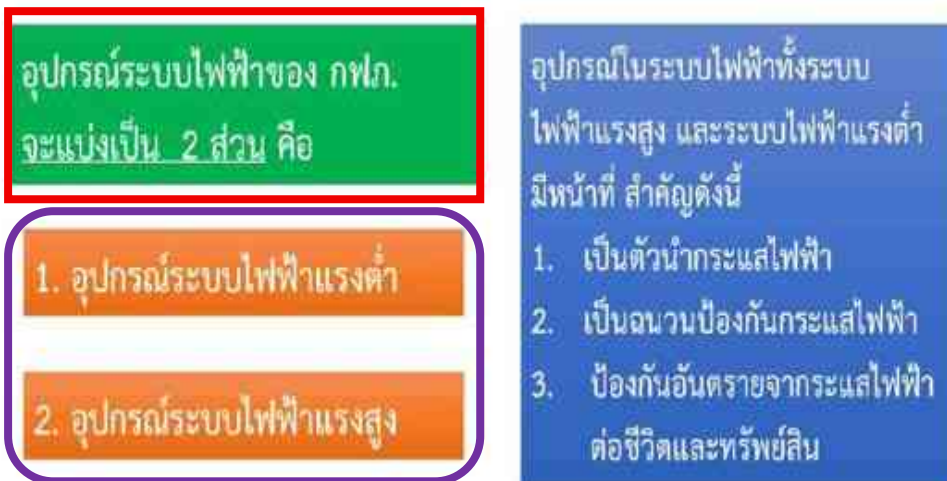 อุปกรณ์ระบบไฟฟ้าของ กฟภ.
จะแบ่งเป็น 2 ส่วน คือ
1. อุปกรณ์ระบบไฟฟ้าแรงต่ำ
2. อุปกรณ์ระบบไฟฟ้าแรงสูง
อุปกรณ์ในระบบไฟฟ้าทั้งระบบ
ไฟฟ้าแรงสูง และระบบไฟฟ้าแรงต่ำ
มีหน้าที่ สำคัญดังนี้
1. เป็นตัวนำกระแสไฟฟ้า
2. เป็นฉนวนป้องกันกระแสไฟฟ้า
3. ป้องกันอันตรายจากระแสไฟฟ้า
ต่อชีวิตและทรัพย์สิน